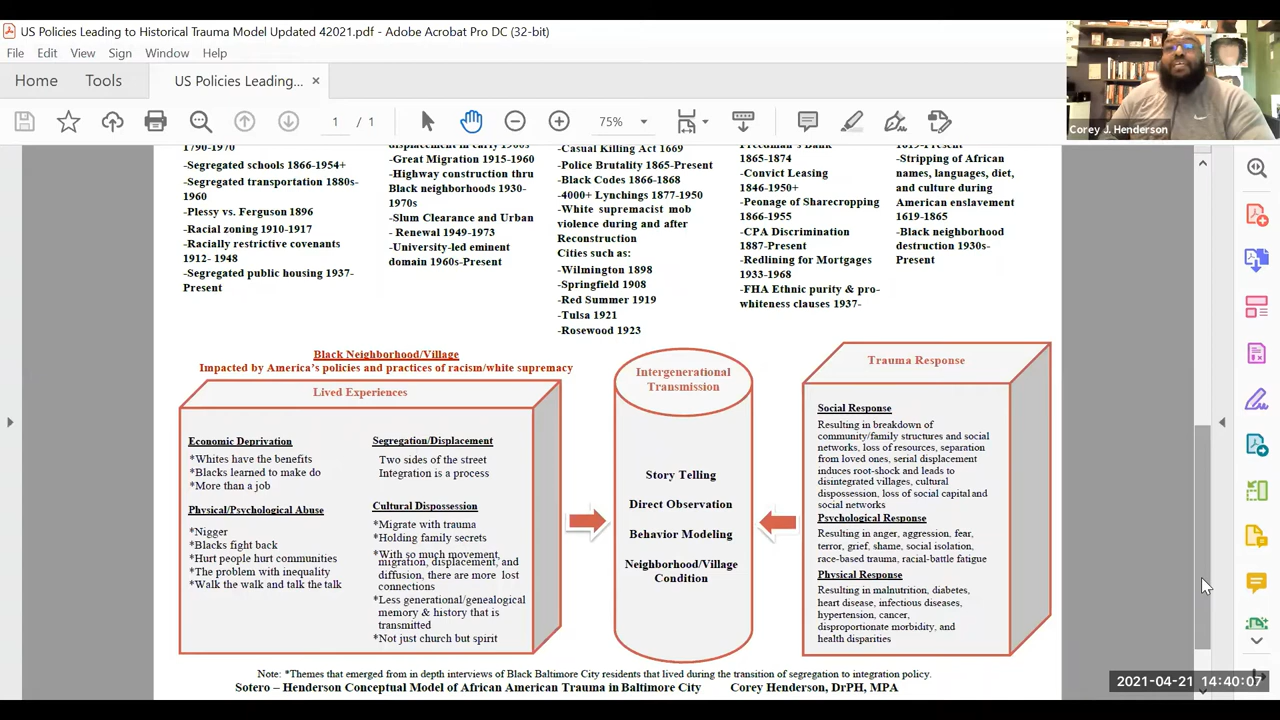 US Policies Leading to Historical Trauma Model Updated 42021.pdf - Adobe Acrobat Pro DC (32-bit)
File Edit View Sign Window Help
Home Tools US Policies Leading... ×
1 / 1 75%
Corey J. Henderson
1790-1970
-Segregated schools 1866-1954+
-Segregated transportation 1880s-
1960
-Plessy vs. Ferguson 1896
-Racial zoning 1910-1917
-Racially restrictive covenants
1912- 1948
-Segregated public housing 1937-
Present
displacement in early 1900s
-Great Migration 1915-1960
-Highway construction thru
Black neighborhoods 1930-
1970s
-Slum Clearance and Urban
- Renewal 1949-1973
-University-led eminent
domain 1960s-Present
-Casual Killing Act 1669
-Police Brutality 1865-Present
-Black Codes 1866-1868
-4000+ Lynchings 1877-1950
-White supremacist mob
violence during and after
Reconstruction
Cities such as:
-Wilmington 1898
-Springfield 1908
-Red Summer 1919
-Tulsa 1921
-Rosewood 1923
Freedman's Bank
1865-1874
-Convict Leasing
1846-1950+
-Peonage of Sharecropping
1866-1955
-CPA Discrimination
1887-Present
-Redlining for Mortgages
1933-1968
-FHA Ethnic purity & pro-
whiteness clauses 1937-
1619-Present
-Stripping of African
names, languages, diet,
and culture during
American enslavement
1619-1865
-Black neighborhood
destruction 1930s-
Present
Black Neighborhood/Village
Impacted by America's policies and practices of racism/white supremacy
Lived Experiences
Economic Deprivation
*Whites have the benefits
*Blacks learned to make do
*More than a job
Physical/Psychological Abuse
*Nigger
*Blacks fight back
*Hurt people hurt communities
*The problem with inequality
*Walk the walk and talk the talk
Segregation/Displacement
Two sides of the street
Integration is a process
Cultural Dispossession
*Migrate with trauma
*Holding family secrets
*With so much movement,
migration, displacement, and
diffusion, there are more lost
connections
*Less generational/genealogical
memory & history that is
transmitted
*Not just church but spirit
Intergenerational
Transmission
Story Telling
Direct Observation
Behavior Modeling
Neighborhood/Village
Condition
Trauma Response
Social Response
Resulting in breakdown of
community/family structures and social
networks, loss of resources, separation
from loved ones, serial displacement
induces root-shock and leads to
disintegrated villages, cultural
dispossession, loss of social capital and
social networks
Psychological Response
Resulting in anger, aggression, fear,
terror, grief, shame, social isolation,
race-based trauma, racial-battle fatigue
Physical Response
Resulting in malnutrition, diabetes,
heart disease, infectious diseases,
hypertension, cancer,
disproportionate morbidity, and
health disparities
Note: *Themes that emerged from in depth interviews of Black Baltimore City residents that lived during the transition of segregation to integration policy.
Sotero – Henderson Conceptual Model of African American Trauma in Baltimore City Corey Henderson, DrPH, MPA
2021-04-21 14:40:07